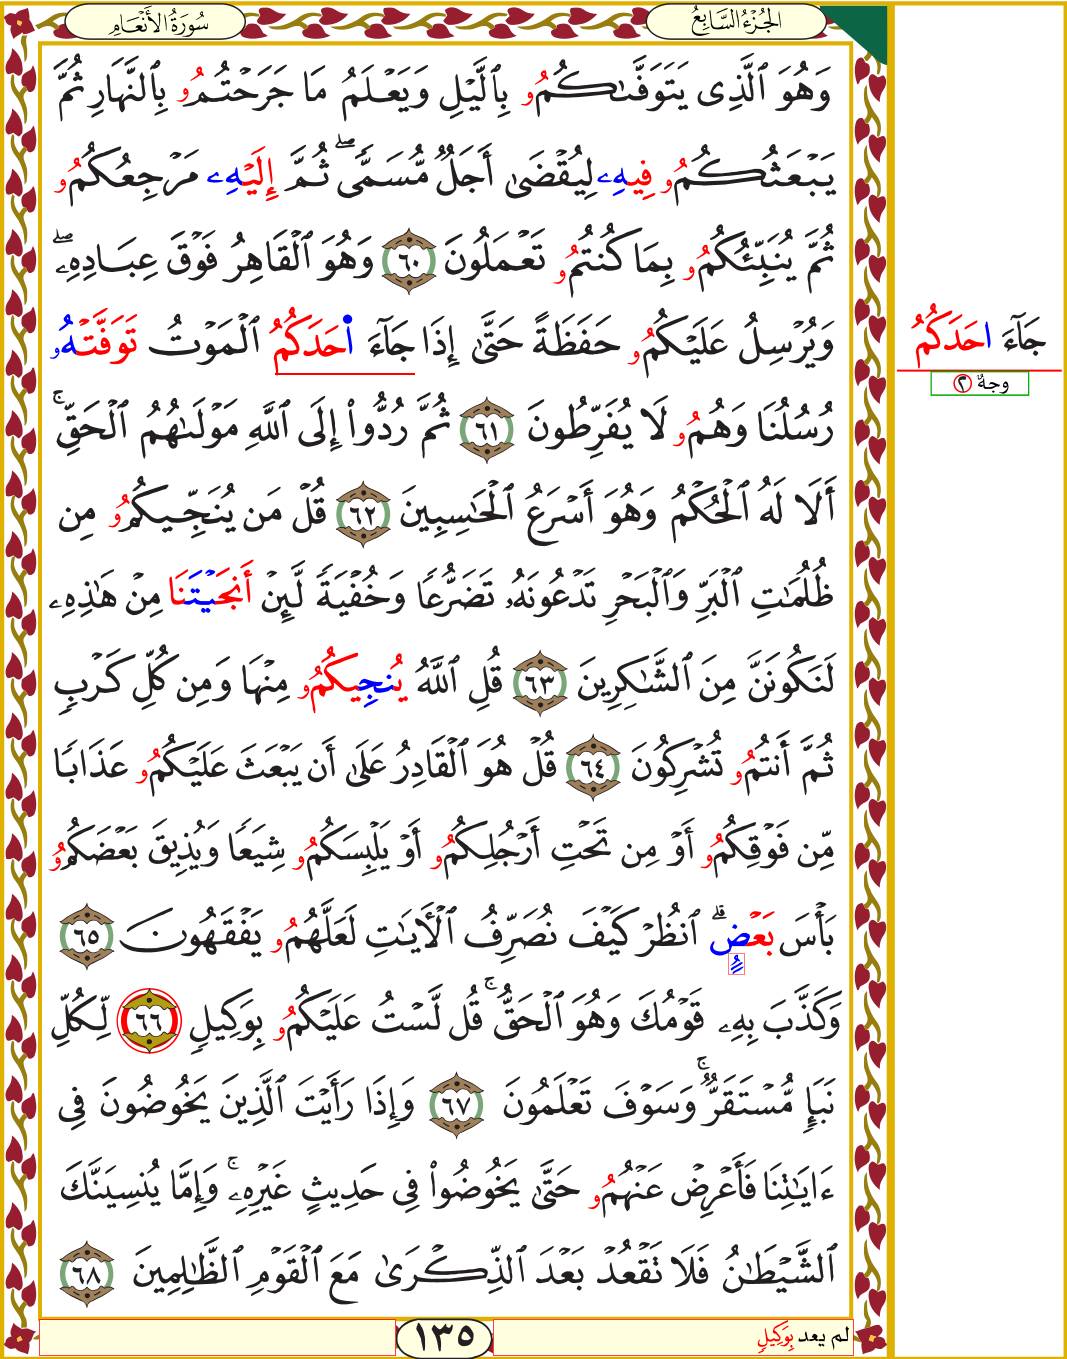 الجُزْءُ السَّابِعُ
سُورَةُ الأَنْعَامِ
وَهُوَ ٱلَّذِى يَتَوَفَّىٰكُمُو بِٱلَّيْلِ وَيَعْلَمُ مَا جَرَحْتُمُو بِٱلنَّهَارِ ثُمَّ
يَبْعَثُكُمُو فِيهِۦ لِيُقْضَىٰ أَجَلٌ مُّسَمًّى ۖ ثُمَّ إِلَيْهِۦ مَرْجِعُكُمُو
ثُمَّ يُنَبِّئُكُمُو بِمَا كُنتُمُو تَعْمَلُونَ ٦٠ وَهُوَ ٱلْقَاهِرُ فَوْقَ عِبَادِهِۦ ۖ
وَيُرْسِلُ عَلَيْكُمُو حَفَظَةً حَتَّىٰ إِذَا جَآءَ ا۬حَدَكُمُ ٱلْمَوْتُ تَوَفَّتْهُو
رُسُلُنَا وَهُمُو لَا يُفَرِّطُونَ ٦١ ثُمَّ رُدُّوا۟ إِلَى ٱللَّهِ مَوْلَىٰهُمُ ٱلْحَقِّ ۚ
أَلَا لَهُ ٱلْحُكْمُ وَهُوَ أَسْرَعُ ٱلْحَٰسِبِينَ ٦٢ قُلْ مَن يُنَجِّيكُمُو مِن
ظُلُمَٰتِ ٱلْبَرِّ وَٱلْبَحْرِ تَدْعُونَهُۥ تَضَرُّعًا وَخُفْيَةً لَّئِنْ أَنجَيْتَنَا مِنْ هَٰذِهِۦ
لَنَكُونَنَّ مِنَ ٱلشَّٰكِرِينَ ٦٣ قُلِ ٱللَّهُ يُنجِيكُمُو مِنْهَا وَمِن كُلِّ كَرْبٍ
ثُمَّ أَنتُمُو تُشْرِكُونَ ٦٤ قُلْ هُوَ ٱلْقَادِرُ عَلَىٰ أَن يَبْعَثَ عَلَيْكُمُو عَذَابًا
مِّن فَوْقِكُمُو أَوْ مِن تَحْتِ أَرْجُلِكُمُو أَوْ يَلْبِسَكُمُو شِيَعًا وَيُذِيقَ بَعْضَكُمُو
بَأْسَ بَعْضٍ ۗ ٱنظُرْ كَيْفَ نُصَرِّفُ ٱلْأَيَٰتِ لَعَلَّهُمُو يَفْقَهُونَ ٦٥
وَكَذَّبَ بِهِۦ قَوْمُكَ وَهُوَ ٱلْحَقُّ ۚ قُل لَّسْتُ عَلَيْكُمُو بِوَكِيلٍ ٦٦ لِّكُلِّ
نَبَإٍ مُّسْتَقَرٌّ ۚ وَسَوْفَ تَعْلَمُونَ ٦٧ وَإِذَا رَأَيْتَ ٱلَّذِينَ يَخُوضُونَ فِى
ءَايَٰتِنَا فَأَعْرِضْ عَنْهُمُو حَتَّىٰ يَخُوضُوا۟ فِى حَدِيثٍ غَيْرِهِۦ ۚ وَإِمَّا يُنسِيَنَّكَ
ٱلشَّيْطَٰنُ فَلَا تَقْعُدْ بَعْدَ ٱلذِّكْرَىٰ مَعَ ٱلْقَوْمِ ٱلظَّٰلِمِينَ ٦٨
جَآءَ احَدَكُمُ
وجهٌ ٢
لم يعد بِوَكِيلٍ
١٣٥